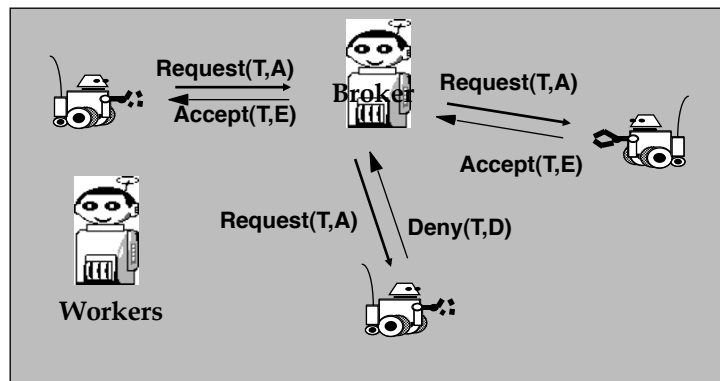 Request(T,A)
Accept(T,E)
Broker
Request(T,A)
Accept(T,E)
Request(T,A)
Deny(T,D)
Workers